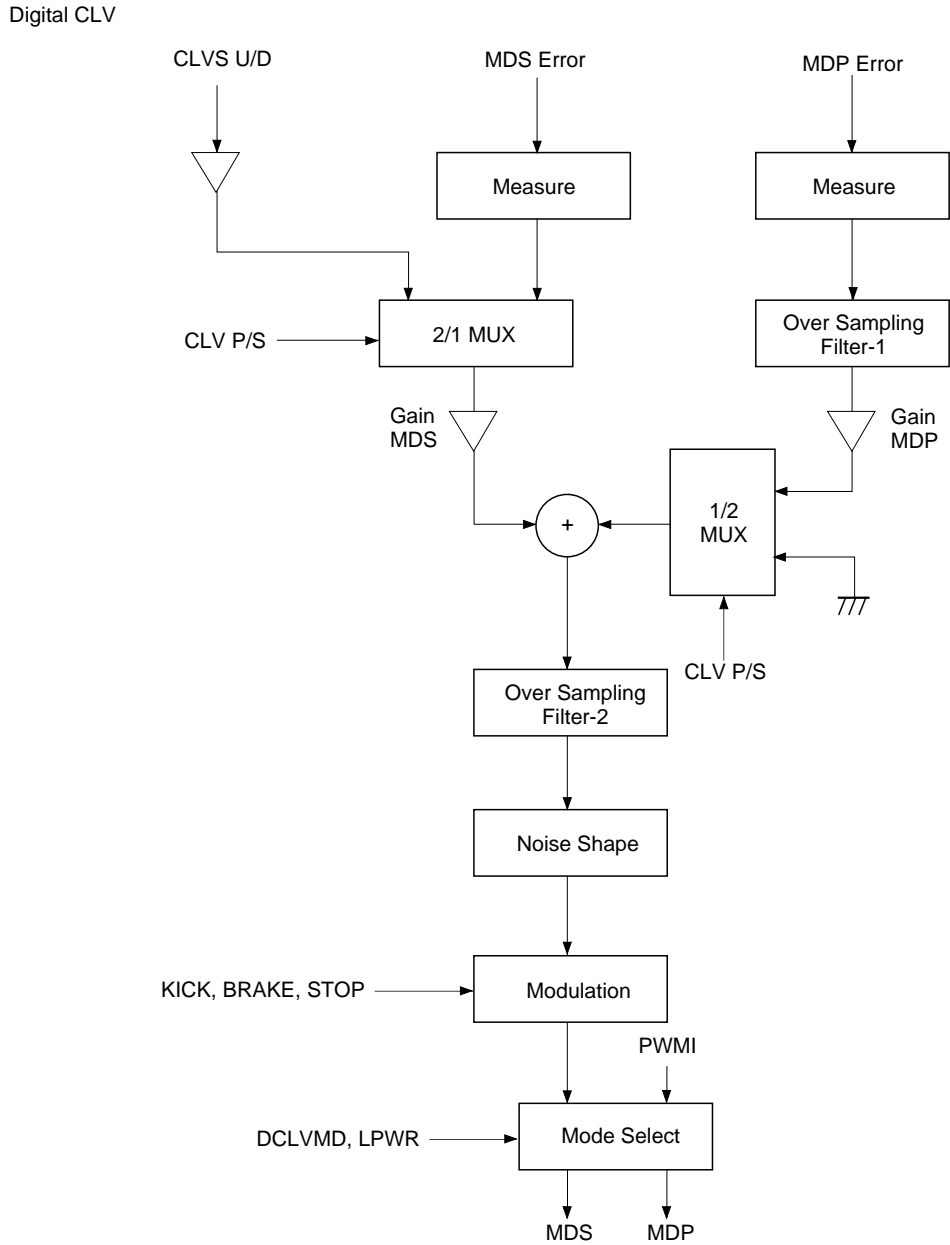 Digital CLV
CLVS U/D
MDS Error
MDP Error
Measure
Measure
CLV P/S
2/1 MUX
Over Sampling
Filter-1
Gain
MDS
Gain
MDP
+
1/2
MUX
CLV P/S
Over Sampling
Filter-2
Noise Shape
KICK, BRAKE, STOP
Modulation
PWMI
DCLVMD, LPWR
Mode Select
MDS
MDP